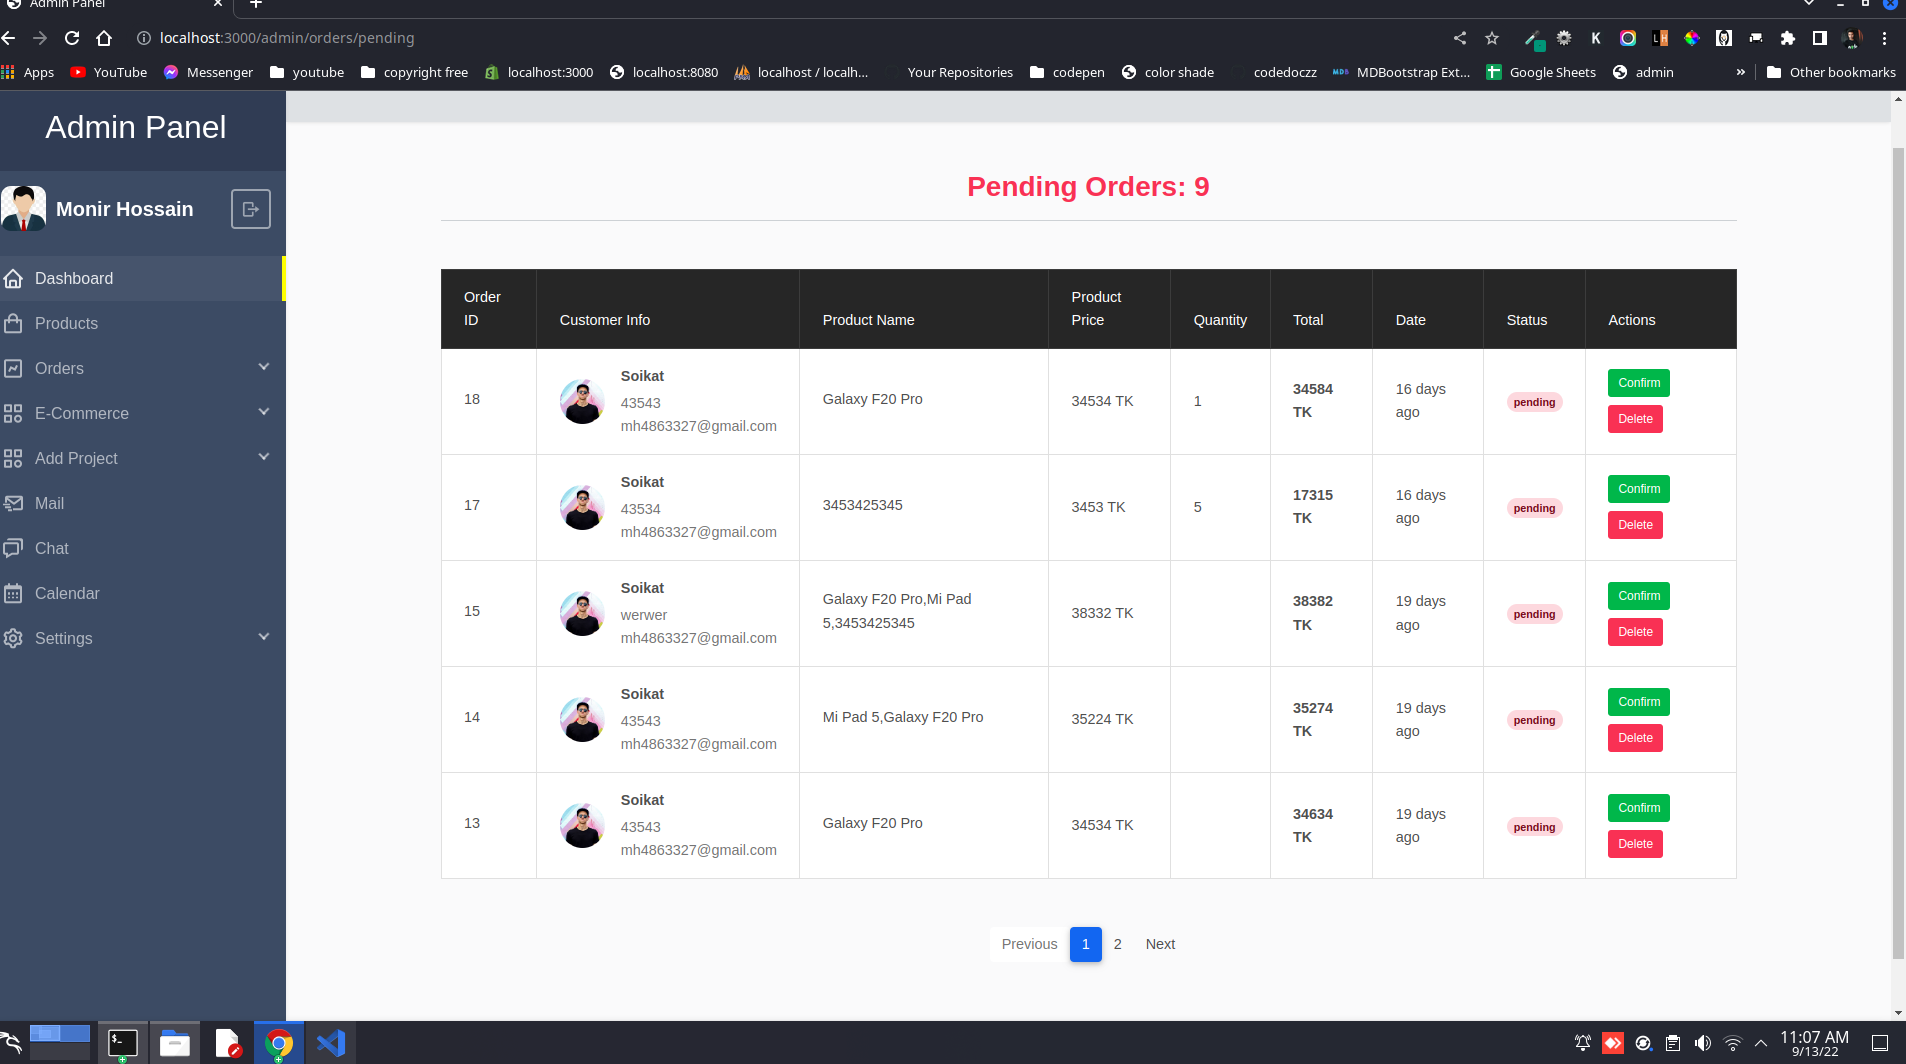 Admin Panel
localhost:3000/admin/orders/pending
Apps YouTube Messenger youtube copyright free localhost:3000 localhost:8080 localhost / localh... Your Repositories codepen color shade codedoczz MDBootstrap Ext... Google Sheets admin » Other bookmarks
Admin Panel
Monir Hossain
Dashboard
Products
Orders
E-Commerce
Add Project
Mail
Chat
Calendar
Settings
Pending Orders: 9
Order ID Customer Info Product Name Product Price Quantity Total Date Status Actions
18
Soikat
43543
mh4863327@gmail.com
Galaxy F20 Pro
34534 TK
1
34584
TK
16 days
ago
pending
Confirm
Delete
17
Soikat
43534
mh4863327@gmail.com
3453425345
3453 TK
5
17315
TK
16 days
ago
pending
Confirm
Delete
15
Soikat
werwer
mh4863327@gmail.com
Galaxy F20 Pro,Mi Pad
5,3453425345
38332 TK
38382
TK
19 days
ago
pending
Confirm
Delete
14
Soikat
43543
mh4863327@gmail.com
Mi Pad 5,Galaxy F20 Pro
35224 TK
35274
TK
19 days
ago
pending
Confirm
Delete
13
Soikat
43543
mh4863327@gmail.com
Galaxy F20 Pro
34534 TK
34634
TK
19 days
ago
pending
Confirm
Delete
Previous 1 2 Next
11:07 AM
9/13/22